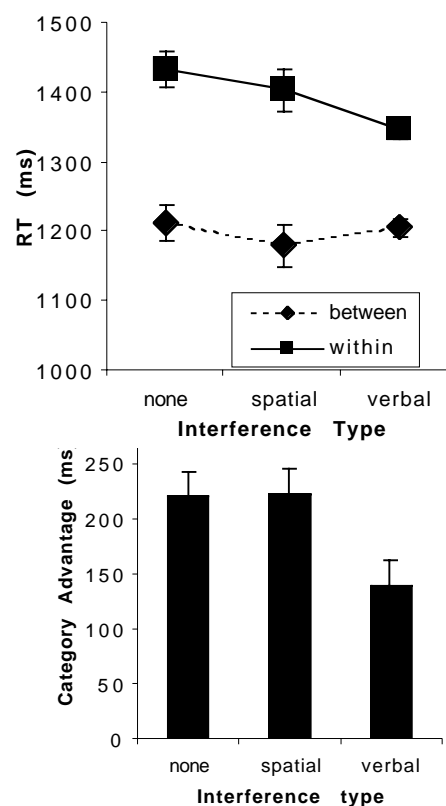 1500
1400
1300
1200
1100
1000
RT (ms)
between
within
none spatial verbal
Interference Type
250
200
150
100
50
0
Category Advantage (ms
none spatial verbal
Interference type